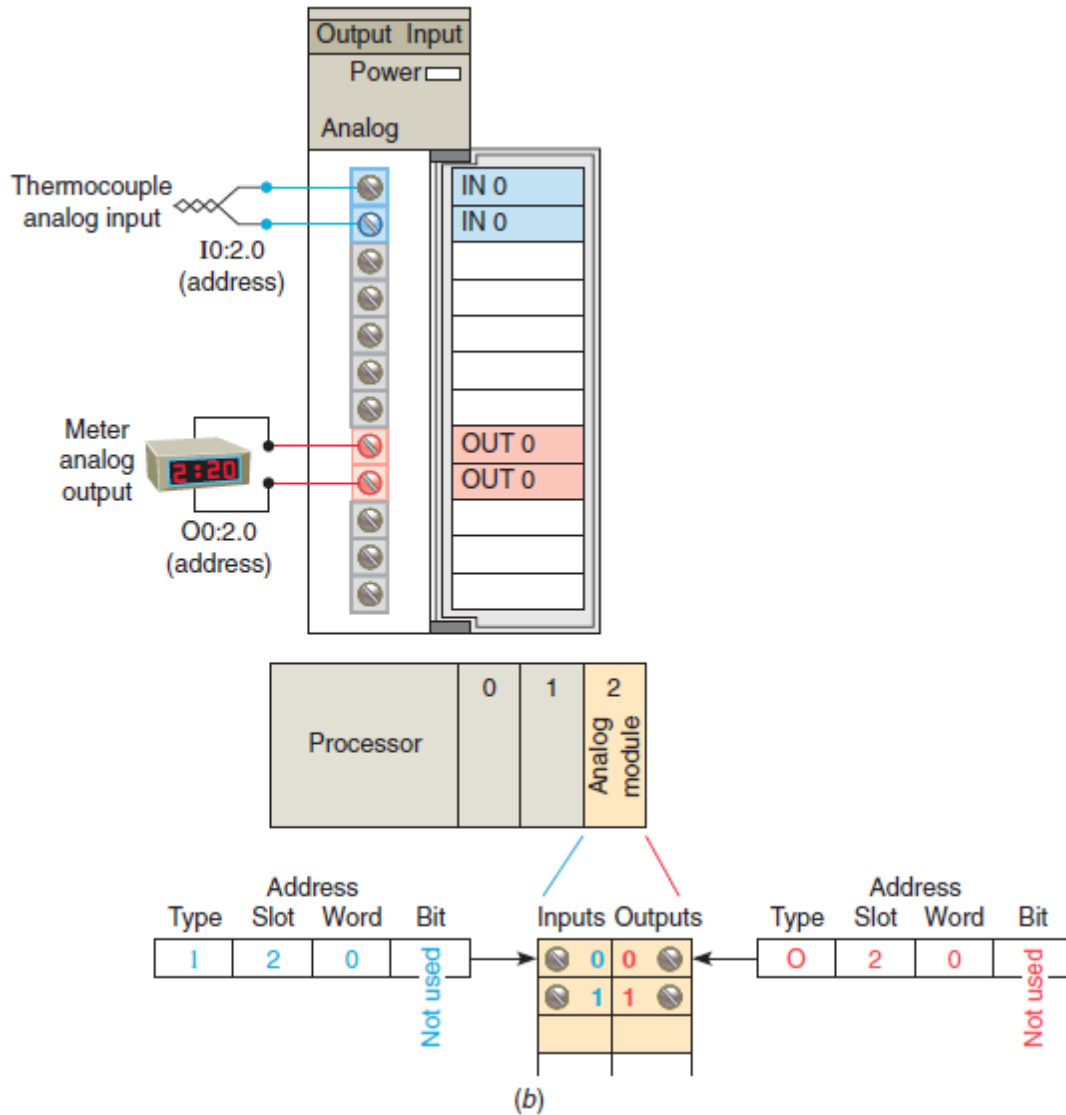 Output Input
Power
Analog
Thermocouple
analog input
I0:2.0
(address)
IN 0
IN 0
Meter
analog
output
2:20
O0:2.0
(address)
OUT 0
OUT 0
Processor
0
1
2
Analog
module
Address
Type Slot Word Bit
I 2 0 Not used
Inputs Outputs
0 0
1 1
Address
Type Slot Word Bit
O 2 0 Not used
(b)